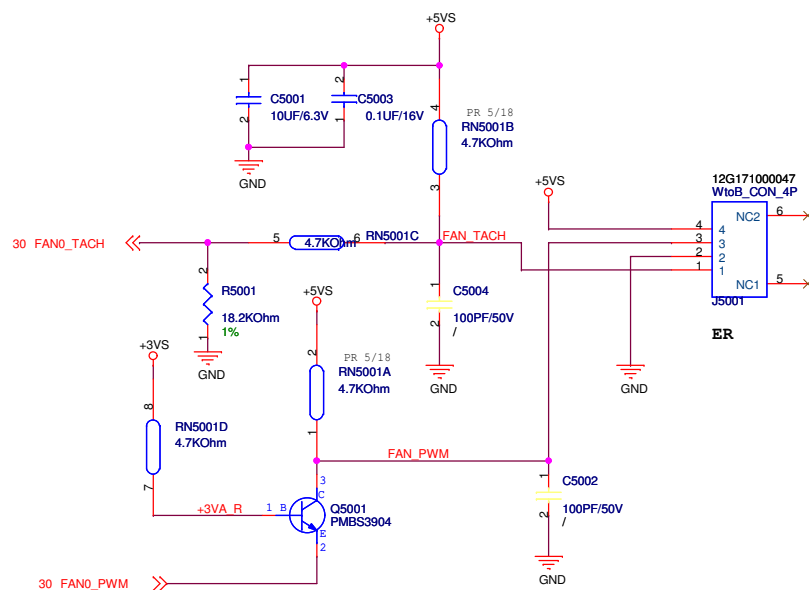 +5VS
1
C5001
10UF/6.3V
2
2
C5003
0.1UF/16V
1
GND
4
PR 5/18
RN5001B
4.7KOhm
3
+5VS
12G171000047
WtoB_CON_4P
4
3
2
1
4
3
2
1
NC2
6
NC1
5
J5001
ER
30 FAN0_TACH
5
4.7KOhm
6
RN5001C
FAN_TACH
2
R5001
18.2KOhm
1%
1
GND
+5VS
1
C5004
100PF/50V
2
/
GND
GND
+3VS
2
PR 5/18
RN5001A
4.7KOhm
1
8
RN5001D
4.7KOhm
7
FAN_PWM
+3VA_R
1
B
3
C
Q5001
PMBS3904
E
2
1
C5002
100PF/50V
2
/
GND
30 FAN0_PWM